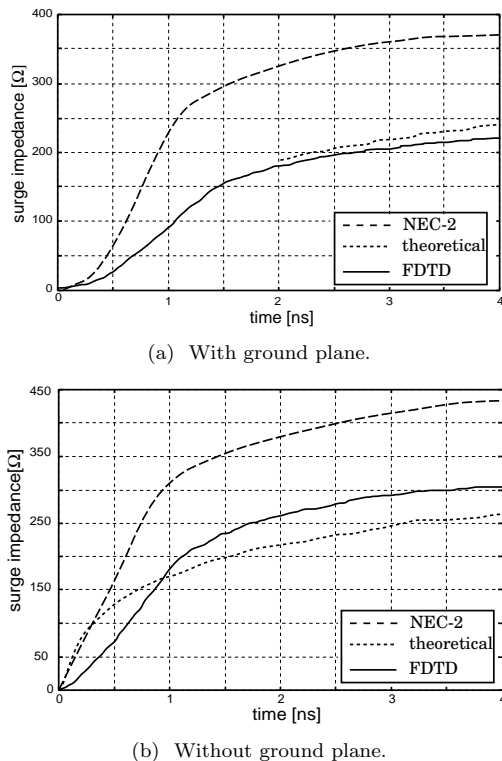 400
300
200
100
0
surge impedance [Ω]
0 1 2 3 4
time [ns]
NEC-2
theoretical
FDTD
(a) With ground plane.
450
350
250
150
50
0
surge impedance[Ω]
0 1 2 3 4
time [ns]
NEC-2
theoretical
FDTD
(b) Without ground plane.